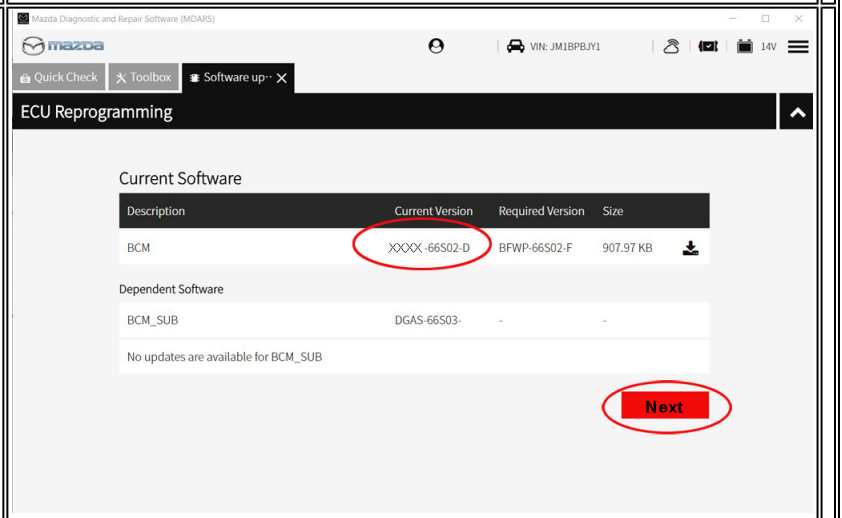 Mazda Diagnostic and Repair Software (MDARS)
mazda VIN: JM1BPBJY1 14V
Quick Check Toolbox Software up··
ECU Reprogramming
Current Software
Description Current Version Required Version Size
BCM XXXX -66S02-D BFWP-66S02-F 907.97 KB
Dependent Software
BCM_SUB DGAS-66S03- - -
No updates are available for BCM_SUB
Next